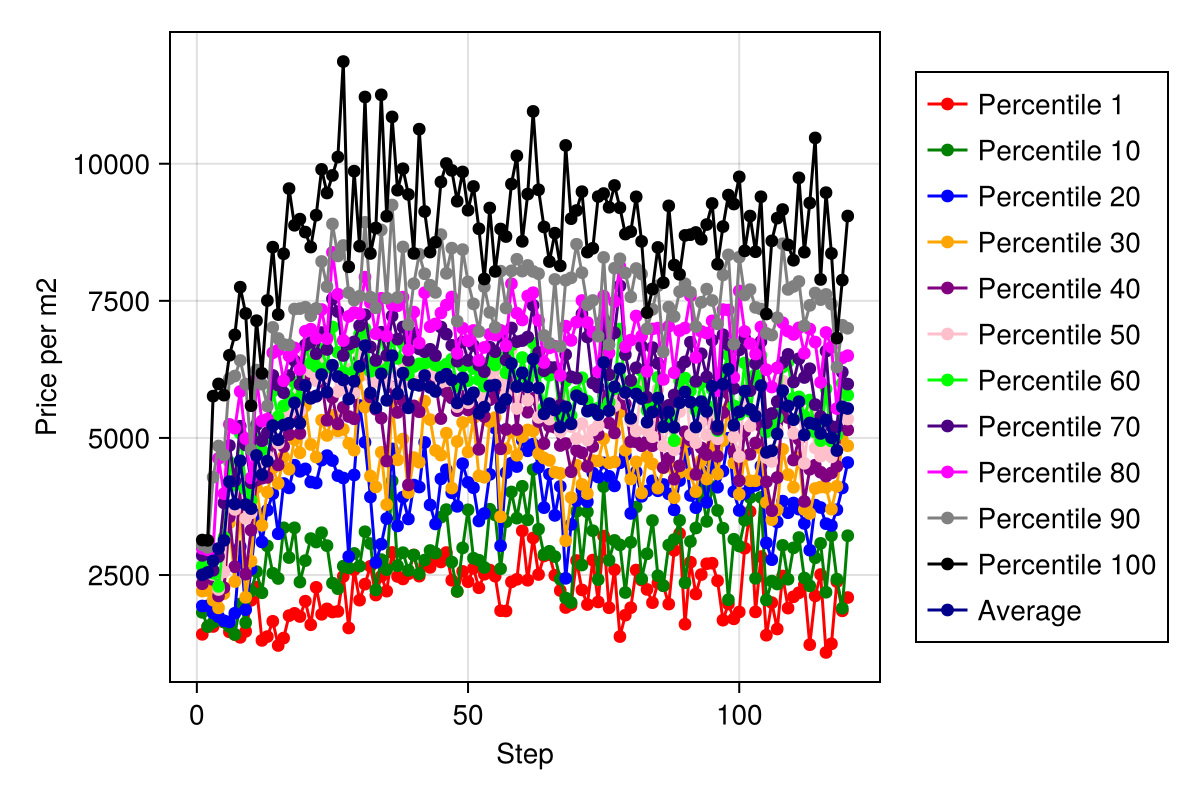 Price per m2
10000
7500
5000
2500
0
50
100
Step
Percentile 1
Percentile 10
Percentile 20
Percentile 30
Percentile 40
Percentile 50
Percentile 60
Percentile 70
Percentile 80
Percentile 90
Percentile 100
Average